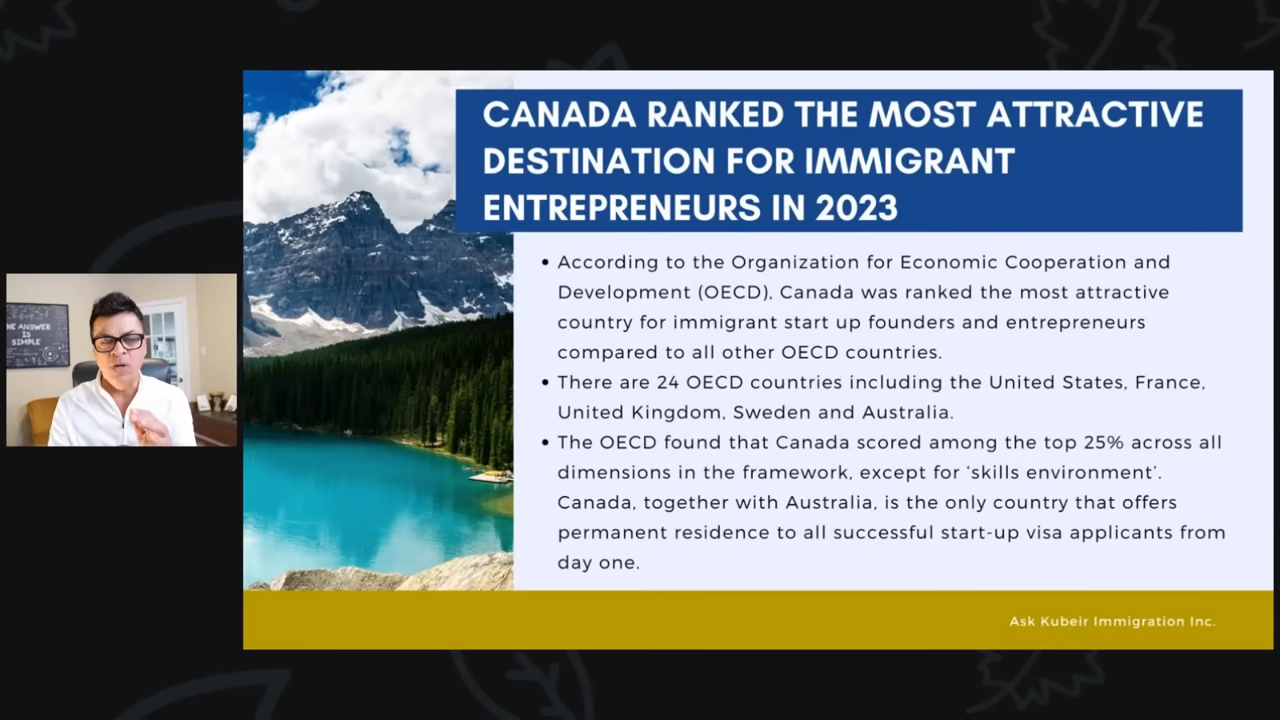 HE ANSWER
IS
SIMPLE
CANADA RANKED THE MOST ATTRACTIVE
DESTINATION FOR IMMIGRANT
ENTREPRENEURS IN 2023
• According to the Organization for Economic Cooperation and
Development (OECD), Canada was ranked the most attractive
country for immigrant start up founders and entrepreneurs
compared to all other OECD countries.
• There are 24 OECD countries including the United States, France,
United Kingdom, Sweden and Australia.
• The OECD found that Canada scored among the top 25% across all
dimensions in the framework, except for ‘skills environment’.
Canada, together with Australia, is the only country that offers
permanent residence to all successful start-up visa applicants from
day one.
Ask Kubeir Immigration Inc.